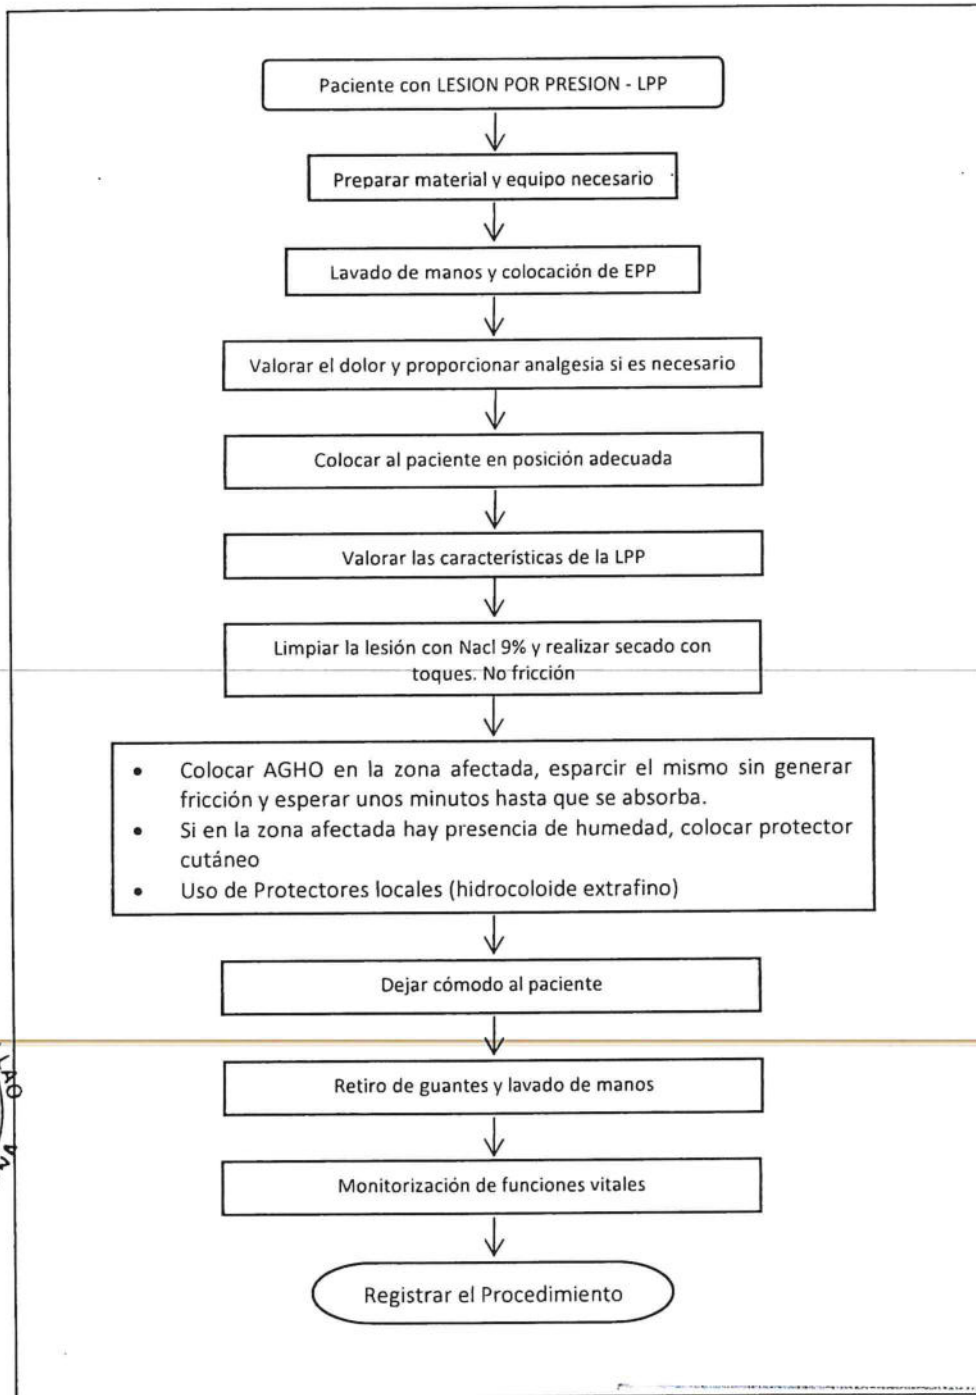 Paciente con LESION POR PRESION - LPP
Preparar material y equipo necesario
Lavado de manos y colocación de EPP
Valorar el dolor y proporcionar analgesia si es necesario
Colocar al paciente en posición adecuada
Valorar las características de la LPP
Limpiar la lesión con Nacl 9% y realizar secado con
toques. No fricción
• Colocar AGHO en la zona afectada, esparcir el mismo sin generar
fricción y esperar unos minutos hasta que se absorba.
• Si en la zona afectada hay presencia de humedad, colocar protector
cutáneo
• Uso de Protectores locales (hidrocoloide extrafino)
Dejar cómodo al paciente
Retiro de guantes y lavado de manos
Monitorización de funciones vitales
Registrar el Procedimiento